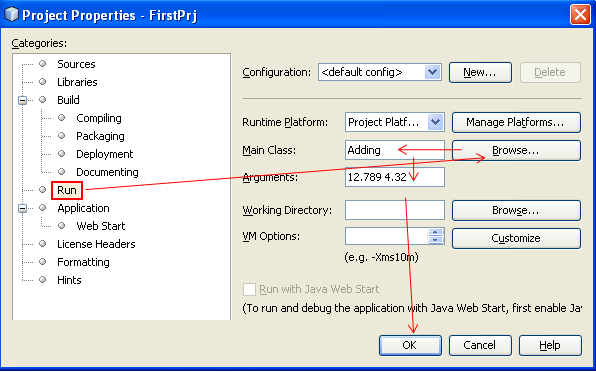 Project Properties - FirstPrj
Categories:
Sources
Libraries
Build
Compiling
Packaging
Deployment
Documenting
Run
Application
Web Start
License Headers
Formatting
Hints
Configuration: <default config> New... Delete
Runtime Platform: Project Platf... Manage Platforms...
Main Class: Adding Browse...
Arguments: 12.789 4.32
Working Directory: Browse...
VM Options: Customize
(e.g. -Xms10m)
Run with Java Web Start
(To run and debug the application with Java Web Start, first enable Jav
OK Cancel Help